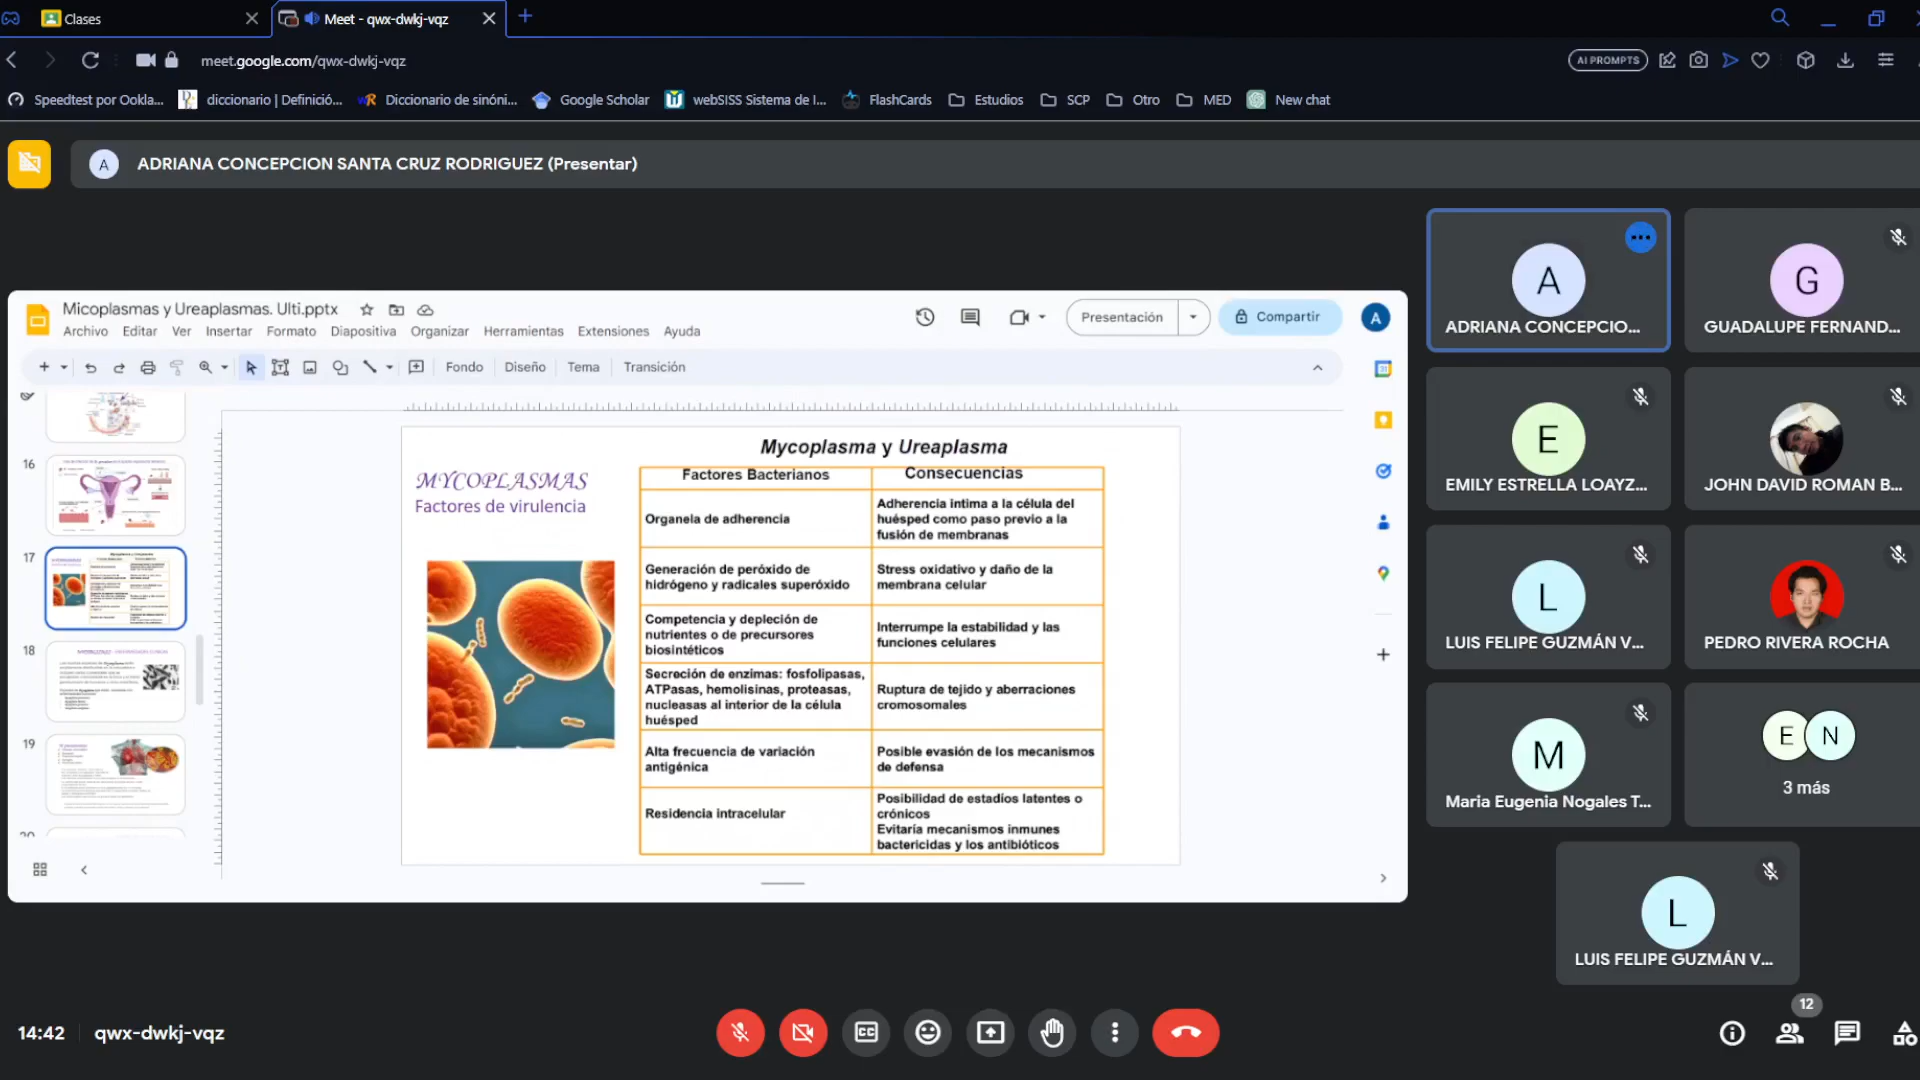 Clases
Meet - qwx-dwkj-vqz
meet.google.com/qwx-dwkj-vqz
AI PROMPTS
Speedtest por Ookla...
diccionario | Definició...
Diccionario de sinóni...
Google Scholar
webSISS Sistema de I...
FlashCards
Estudios
SCP
Otro
MED
New chat
A
ADRIANA CONCEPCION SANTA CRUZ RODRIGUEZ (Presentar)
Micoplasmas y Ureaplasmas. Ulti.pptx
Archivo Editar Ver Insertar Formato Diapositiva Organizar Herramientas Extensiones Ayuda
Presentación
Compartir
A
Fondo
Diseño
Tema
Transición
16
17
18
19
20
Mycoplasma y Ureaplasma
MYCOPLASMAS
Factores de virulencia
Factores Bacterianos
Consecuencias
Organela de adherencia
Adherencia intima a la célula del
huésped como paso previo a la
fusión de membranas
Generación de peróxido de
hidrógeno y radicales superóxido
Stress oxidativo y daño de la
membrana celular
Competencia y depleción de
nutrientes o de precursores
biosintéticos
Interrumpe la estabilidad y las
funciones celulares
Secreción de enzimas: fosfolipasas,
ATPasas, hemolisinas, proteasas,
nucleasas al interior de la célula
huésped
Ruptura de tejido y aberraciones
cromosomales
Alta frecuencia de variación
antigénica
Posible evasión de los mecanismos
de defensa
Residencia intracelular
Posibilidad de estadíos latentes o
crónicos
Evitaría mecanismos inmunes
bactericidas y los antibióticos
A
ADRIANA CONCEPCIO...
G
GUADALUPE FERNAND...
E
EMILY ESTRELLA LOAYZ...
JOHN DAVID ROMAN B...
L
LUIS FELIPE GUZMÁN V...
PEDRO RIVERA ROCHA
M
Maria Eugenia Nogales T...
E N
3 más
L
LUIS FELIPE GUZMÁN V...
14:42
qwx-dwkj-vqz
12